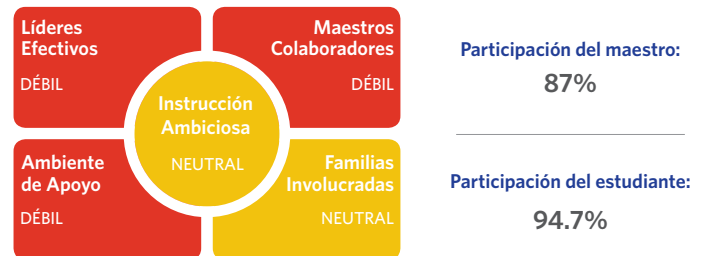 Líderes
Efectivos
DÉBIL
Maestros
Colaboradores
DÉBIL
Instrucción
Ambiciosa
NEUTRAL
Ambiente
de Apoyo
DÉBIL
Familias
Involucradas
NEUTRAL
Participación del maestro:
87%
Participación del estudiante:
94.7%